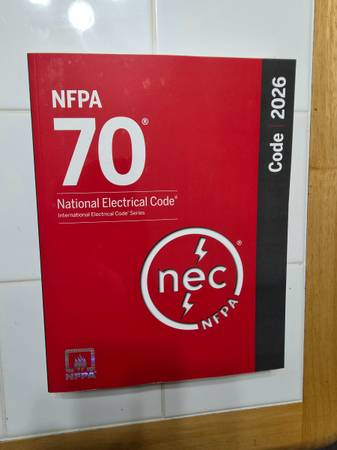 NFPA
70®
National Electrical Code®
International Electrical Code® Series
Code 2026
nec®
NFPA
NFPA®